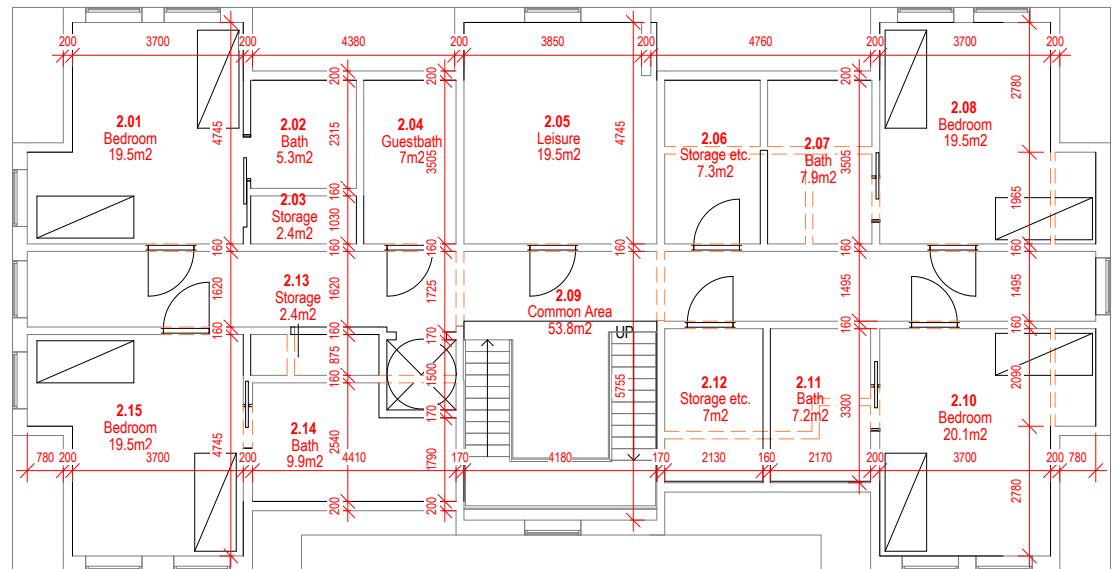 200
3700
200
4380
200
3850
200
4760
200
3700
200
200
200
200
2780
2.01
Bedroom
19.5m2
4745
2.02
Bath
5.3m2
2315
2.04
Guestbath
7m2
3505
2.05
Leisure
19.5m2
4745
2.06
Storage etc.
7.3m2
2.07
Bath
7.9m2
3505
2.08
Bedroom
19.5m2
1965
160
2.03
Storage
2.4m2
1030
160
160
160
160
160
160
1620
2.13
Storage
2.4m2
1620
1725
2.09
Common Area
53.8m2
1495
1495
160
160
170
160
160
UP
875
160
1500
170
5755
2090
2.15
Bedroom
19.5m2
4745
2.14
Bath
9.9m2
2540
1790
2.12
Storage etc.
7m2
2.11
Bath
7.2m2
3300
2.10
Bedroom
20.1m2
780
200
3700
200
4410
170
4180
170
2130
160
2170
200
3700
200
780
200
200
2780